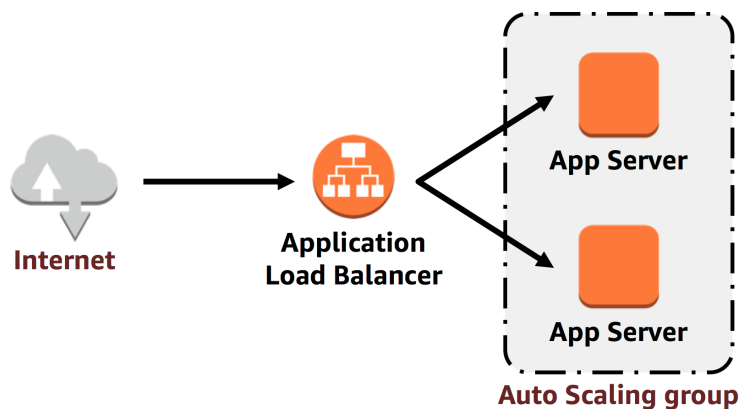 Internet
Application
Load Balancer
App Server
App Server
Auto Scaling group